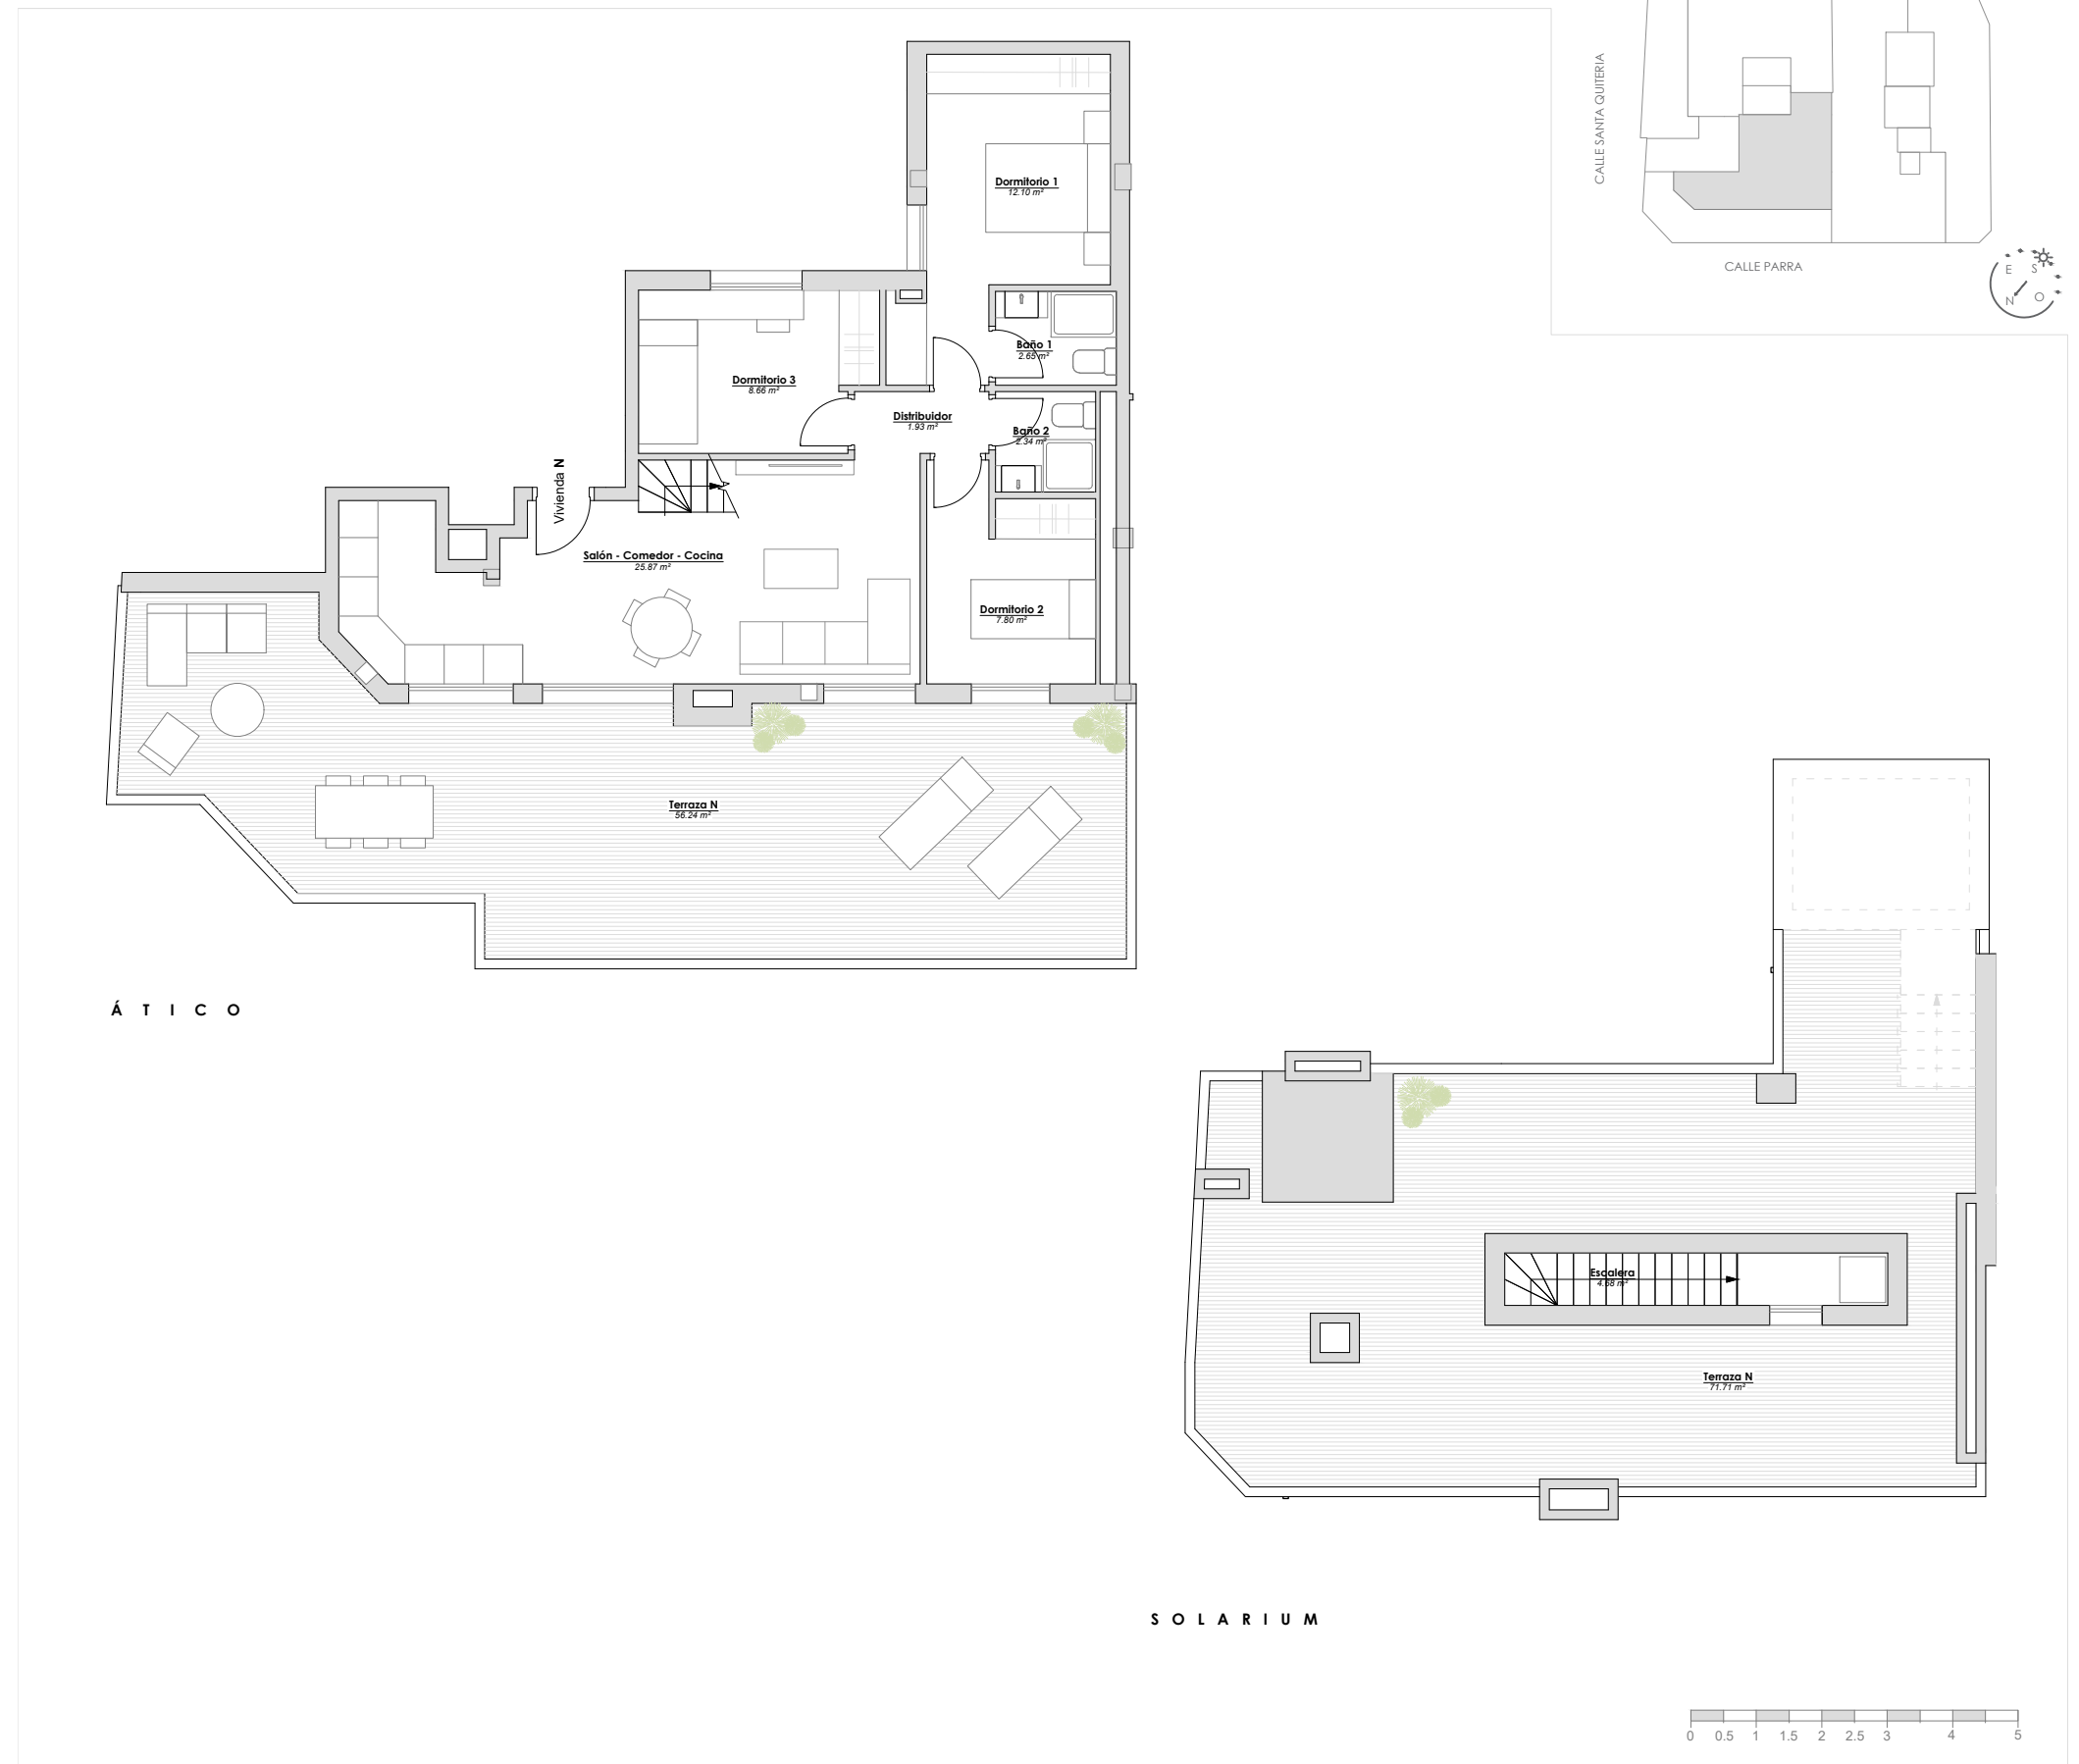 CALLE SANTA QUITERIA
CALLE PARRA
E
S
N
O
Dormitorio 1
12.10 m²
Baño 1
2.65 m²
Dormitorio 3
8.66 m²
Distribuidor
1.93 m²
Baño 2
2.34 m²
Vivienda N
Salón - Comedor - Cocina
25.87 m²
Dormitorio 2
7.80 m²
Terraza N
56.24 m²
ÁTICO
Escalera
4.68 m²
Terraza N
71.71 m²
SOLARIUM
0 0.5 1 1.5 2 2.5 3 4 5